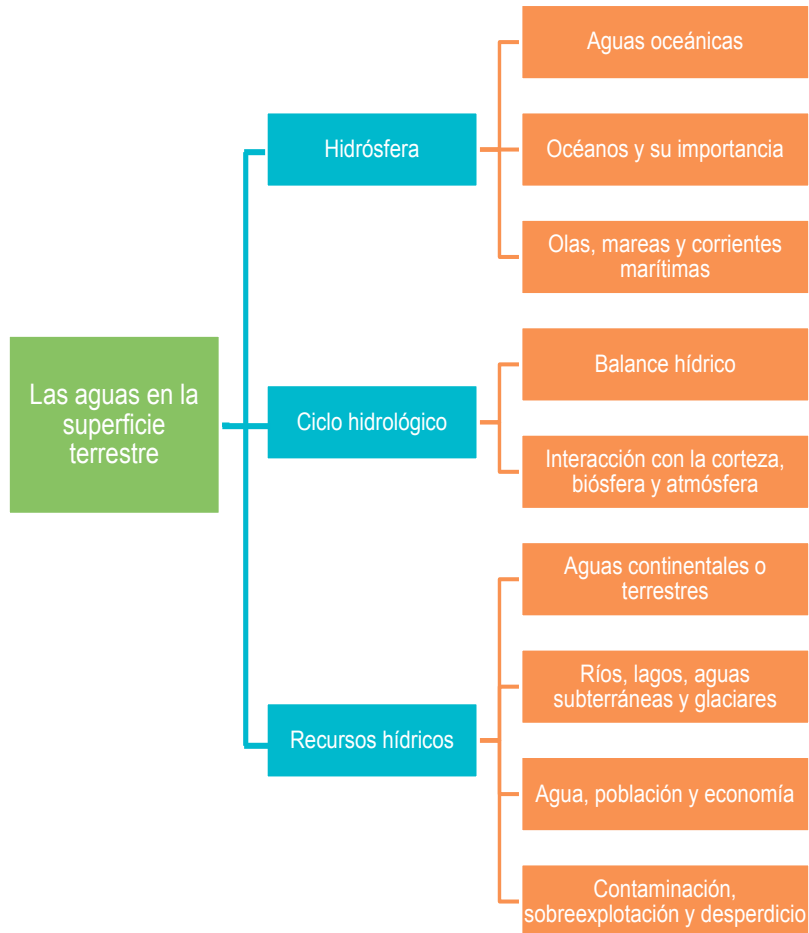 Las aguas en la
superficie
terrestre
Hidrósfera
Aguas oceánicas
Océanos y su importancia
Olas, mareas y corrientes
marítimas
Ciclo hidrológico
Balance hídrico
Interacción con la corteza,
biósfera y atmósfera
Recursos hídricos
Aguas continentales o
terrestres
Ríos, lagos, aguas
subterráneas y glaciares
Agua, población y economía
Contaminación,
sobreexplotación y desperdicio